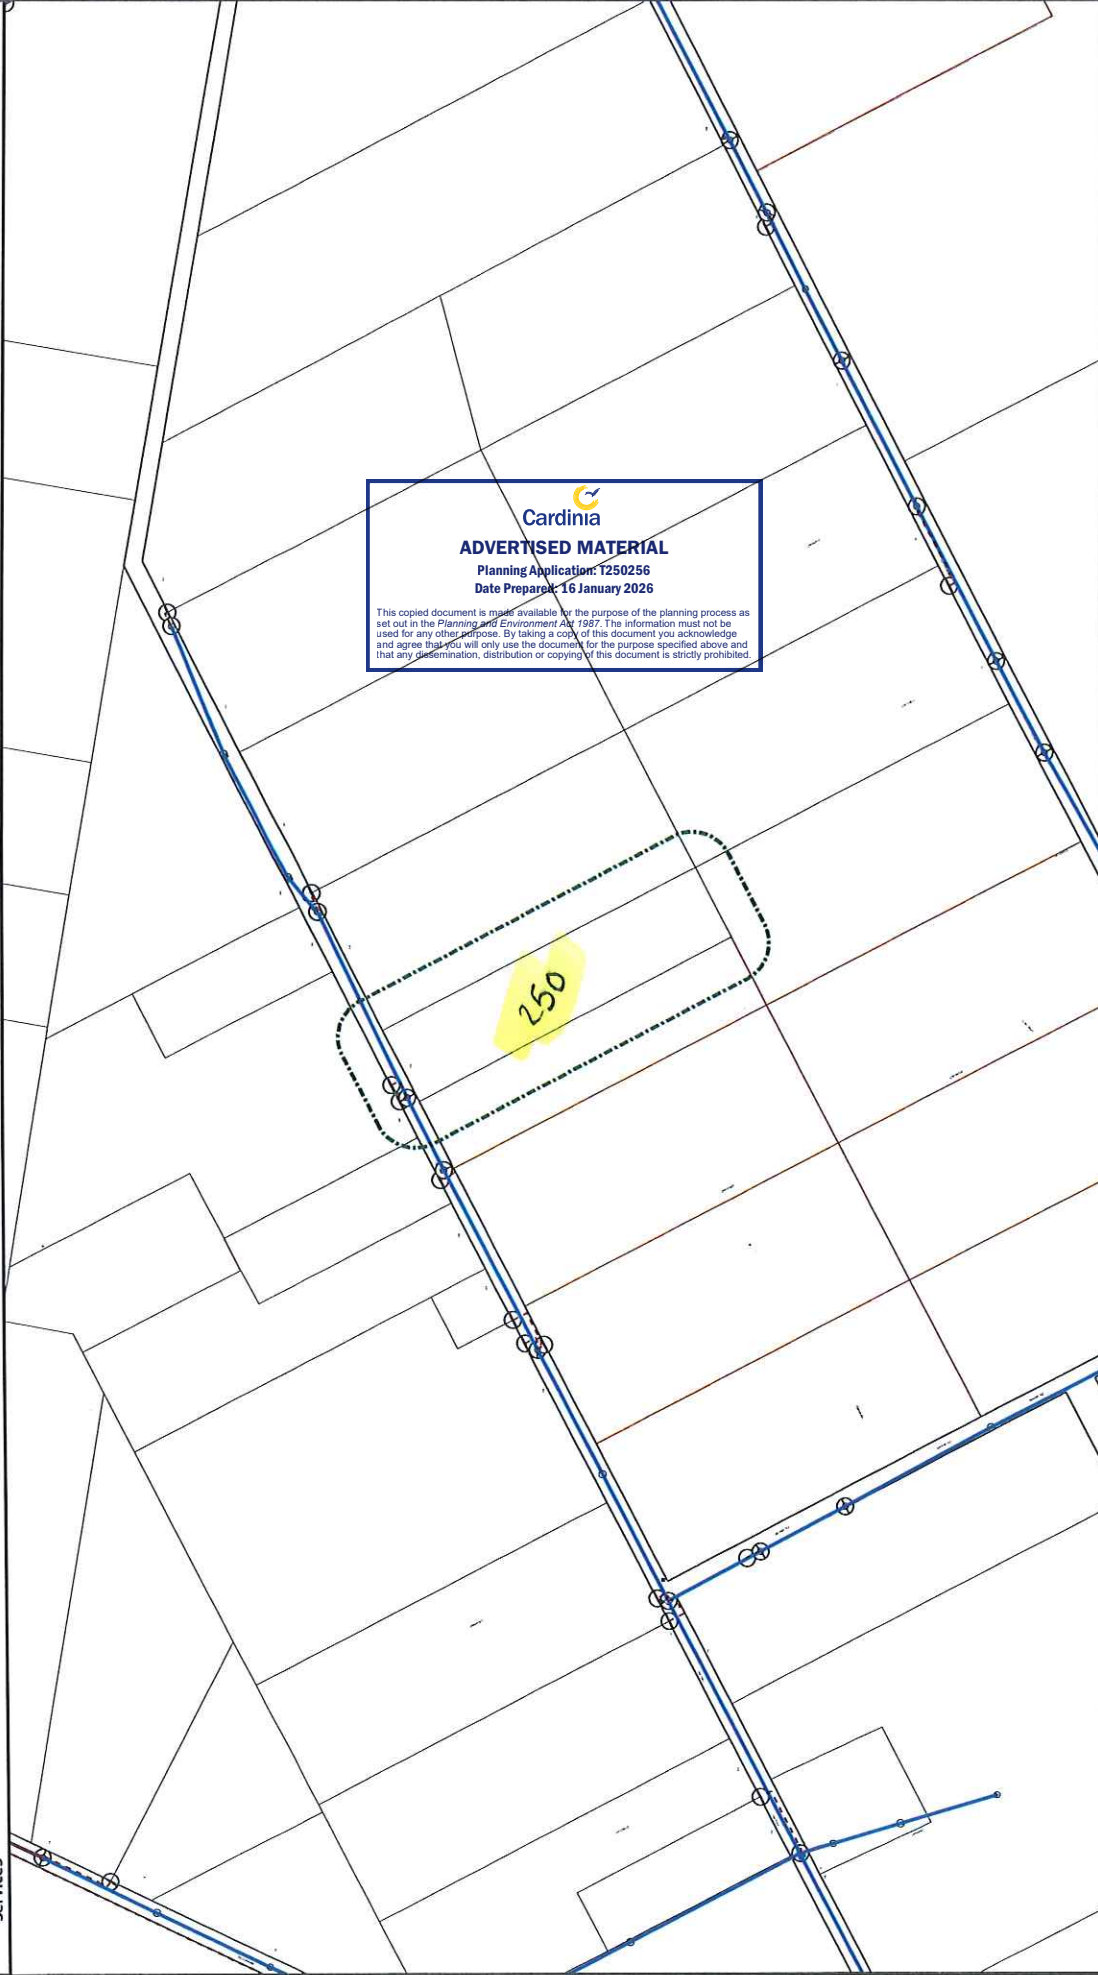 Cardinia
ADVERTISED MATERIAL
Planning Application: T250256
Date Prepared: 16 January 2026
This copied document is made available for the purpose of the planning process as
set out in the Planning and Environment Act 1987. The information must not be
used for any other purpose. By taking a copy of this document you acknowledge
and agree that you will only use the document for the purpose specified above and
that any dissemination, distribution or copying of this document is strictly prohibited.
250